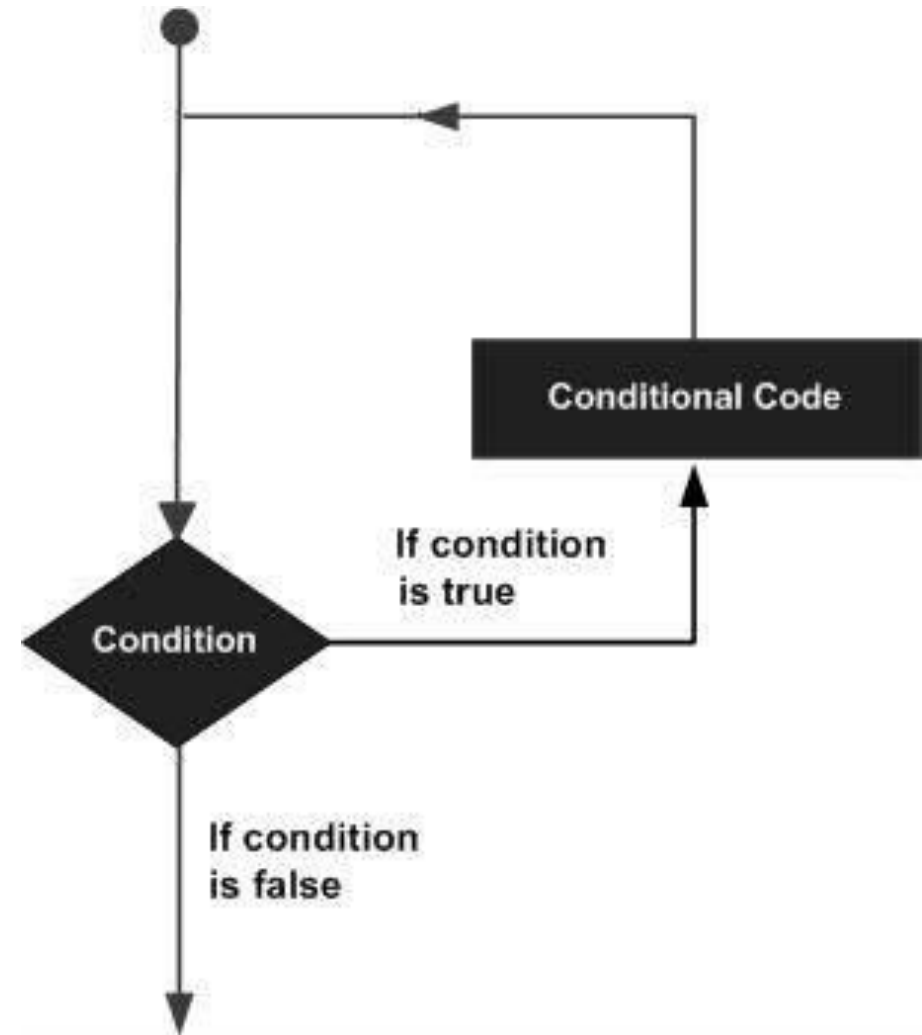 Conditional Code
If condition
is true
Condition
If condition
is false